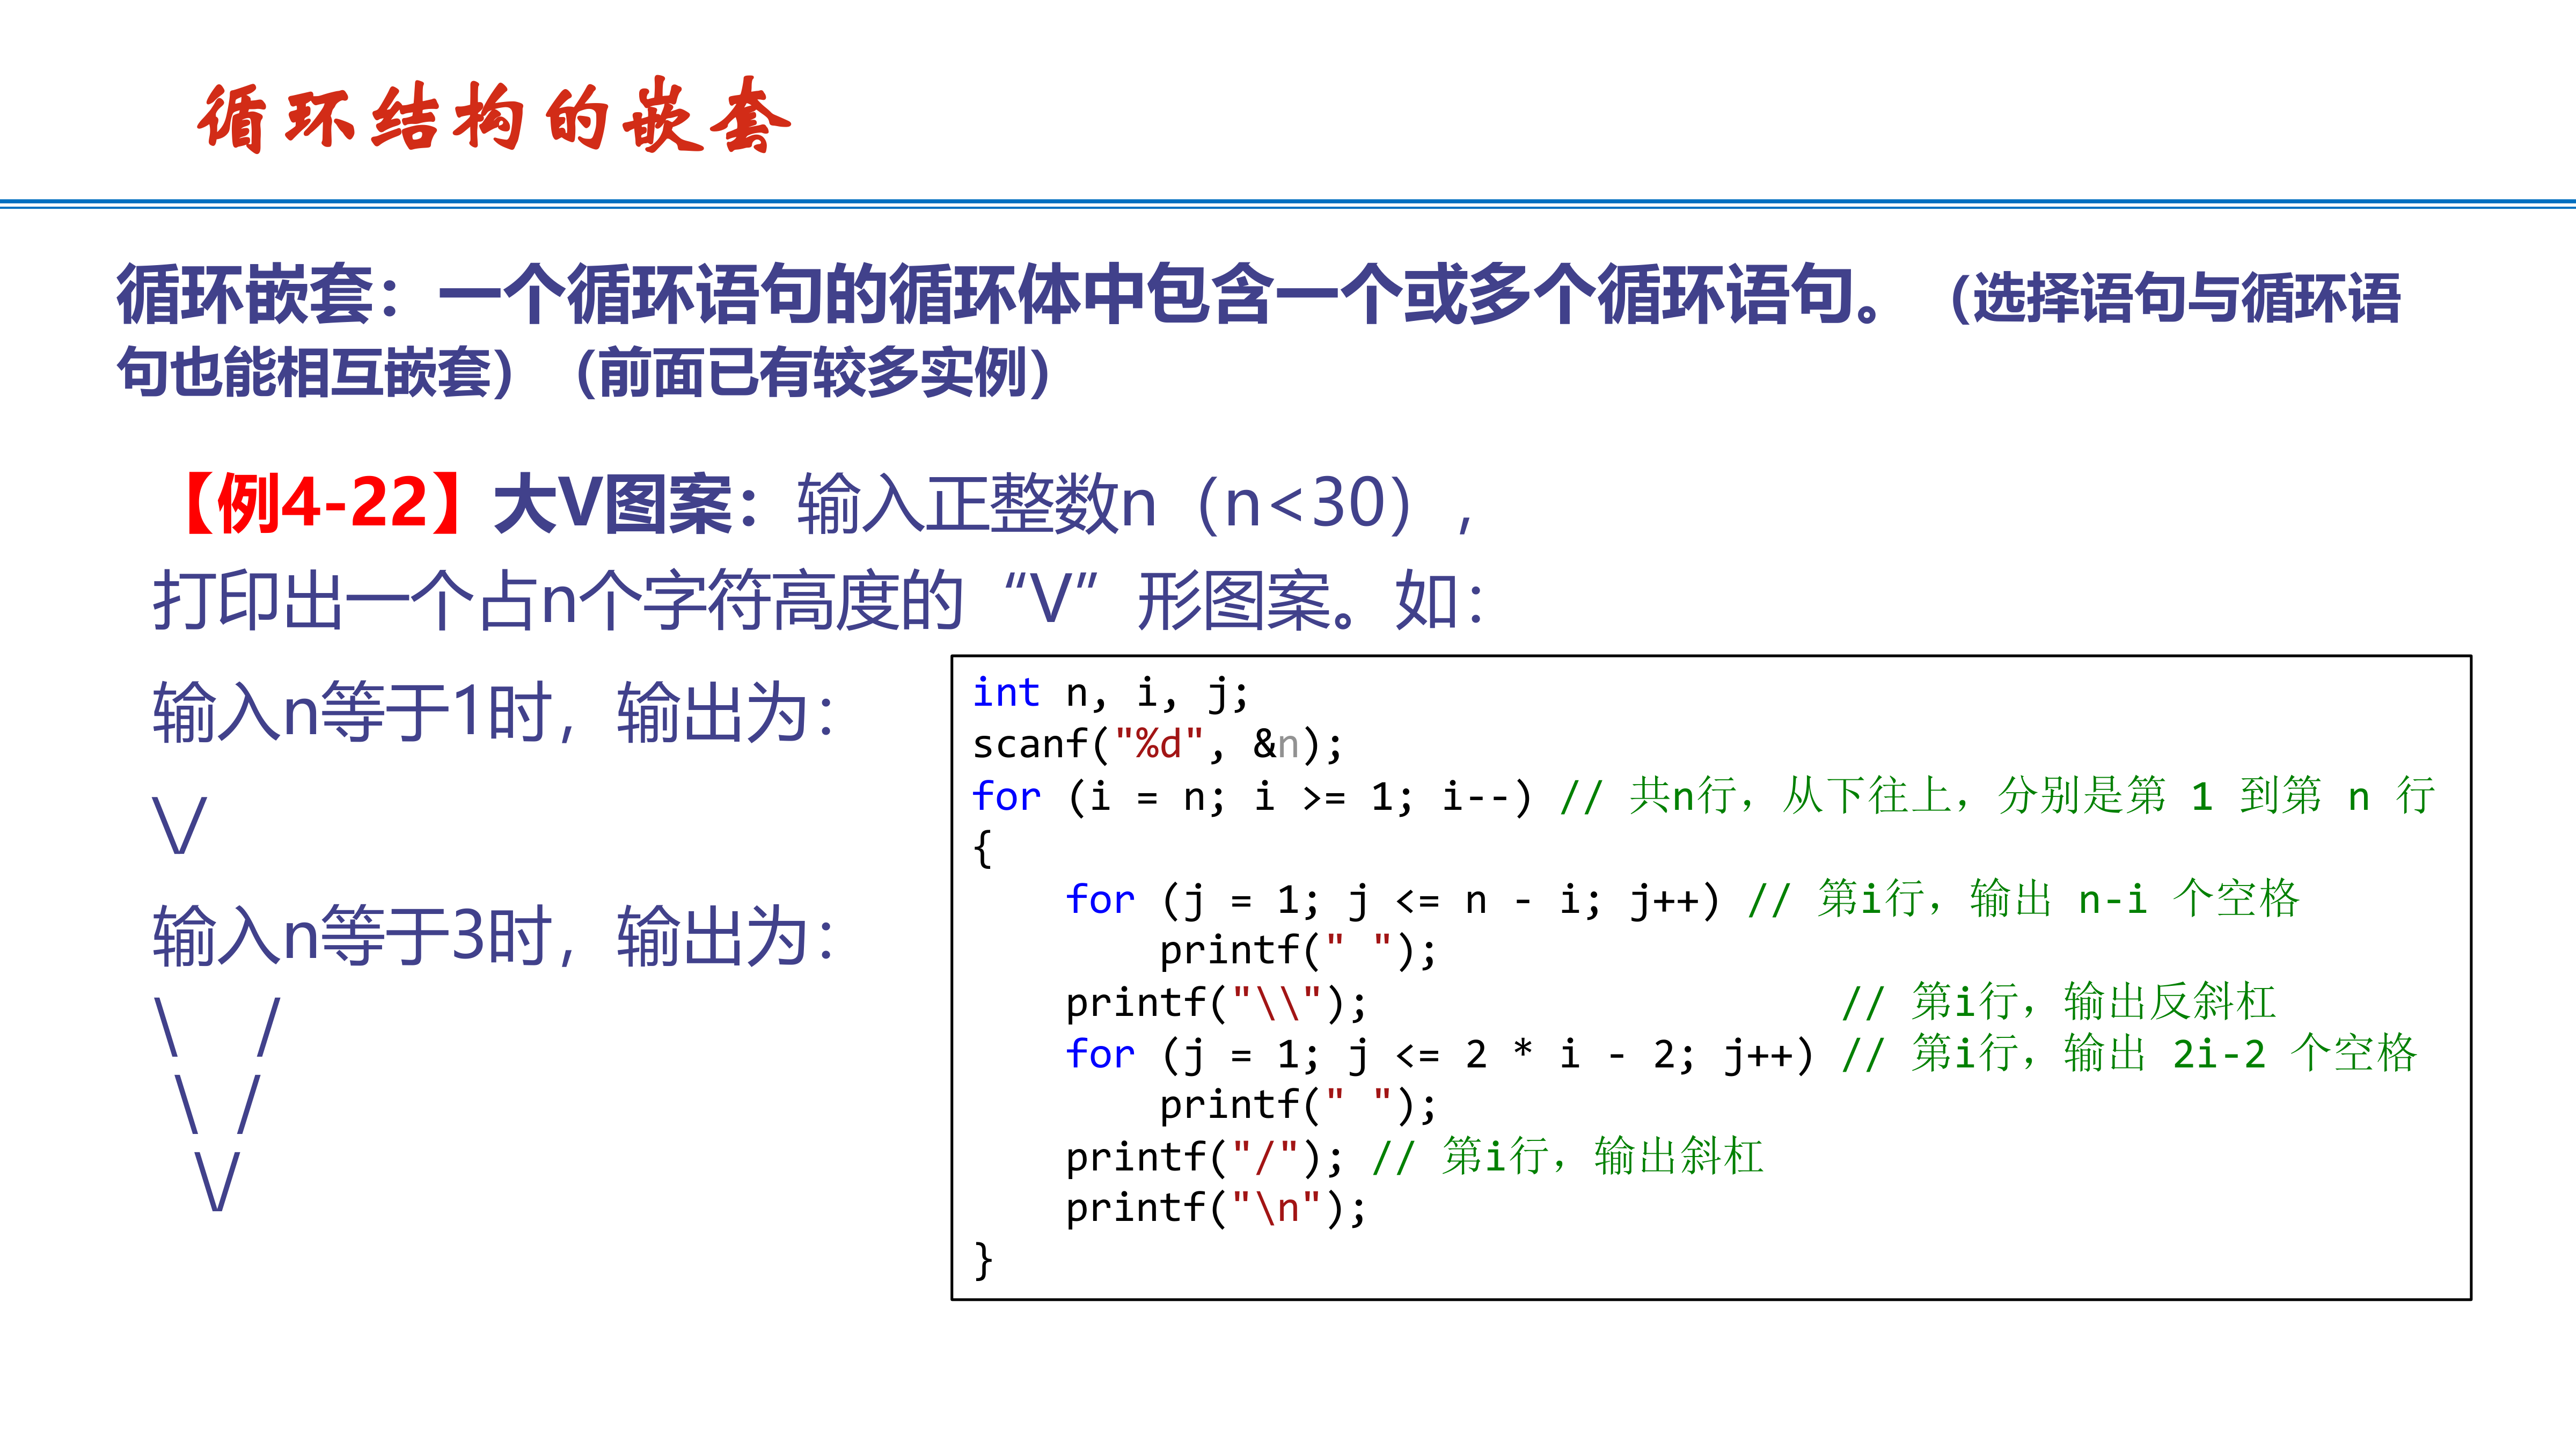 循环结构的嵌套
循环嵌套：一个循环语句的循环体中包含一个或多个循环语句。（选择语句与循环语
句也能相互嵌套）（前面已有较多实例）
【例4-22】大V图案：输入正整数n（n<30），
打印出一个占n个字符高度的“V”形图案。如：
输入n等于1时，输出为：
\/
输入n等于3时，输出为：
\    /
 \  /
  \/
int n, i, j;
scanf("%d", &n);
for (i = n; i >= 1; i--) // 共n行，从下往上，分别是第 1 到第 n 行
{
    for (j = 1; j <= n - i; j++) // 第i行，输出 n-i 个空格
        printf(" ");
    printf("\\");                    // 第i行，输出反斜杠
    for (j = 1; j <= 2 * i - 2; j++) // 第i行，输出 2i-2 个空格
        printf(" ");
    printf("/"); // 第i行，输出斜杠
    printf("\n");
}